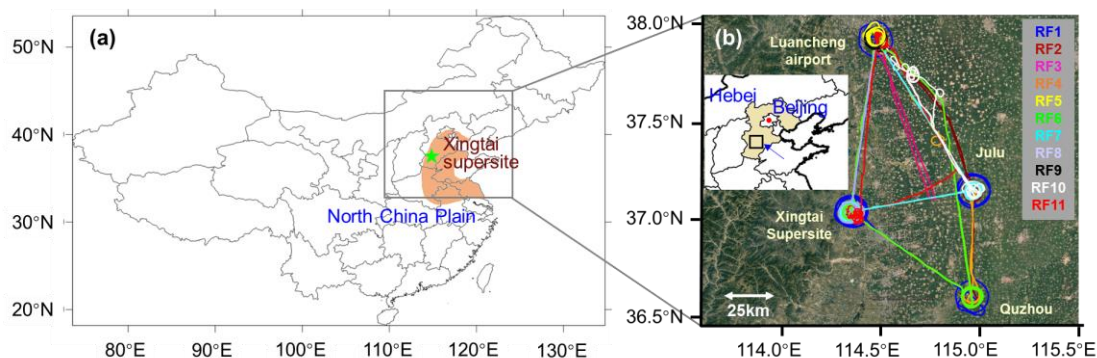 (a)
50°N
40°N
30°N
20°N
80°E
90°E
100°E
110°E
120°E
130°E
Xingtai
supersite
North China Plain
(b)
38.0°N
37.5°N
37.0°N
36.5°N
114.0°E
114.5°E
115.0°E
115.5°E
Luancheng
airport
Hebei
Beijing
Julu
Xingtai
Supersite
Quzhou
25km
RF1
RF2
RF3
RF4
RF5
RF6
RF7
RF8
RF9
RF10
RF11